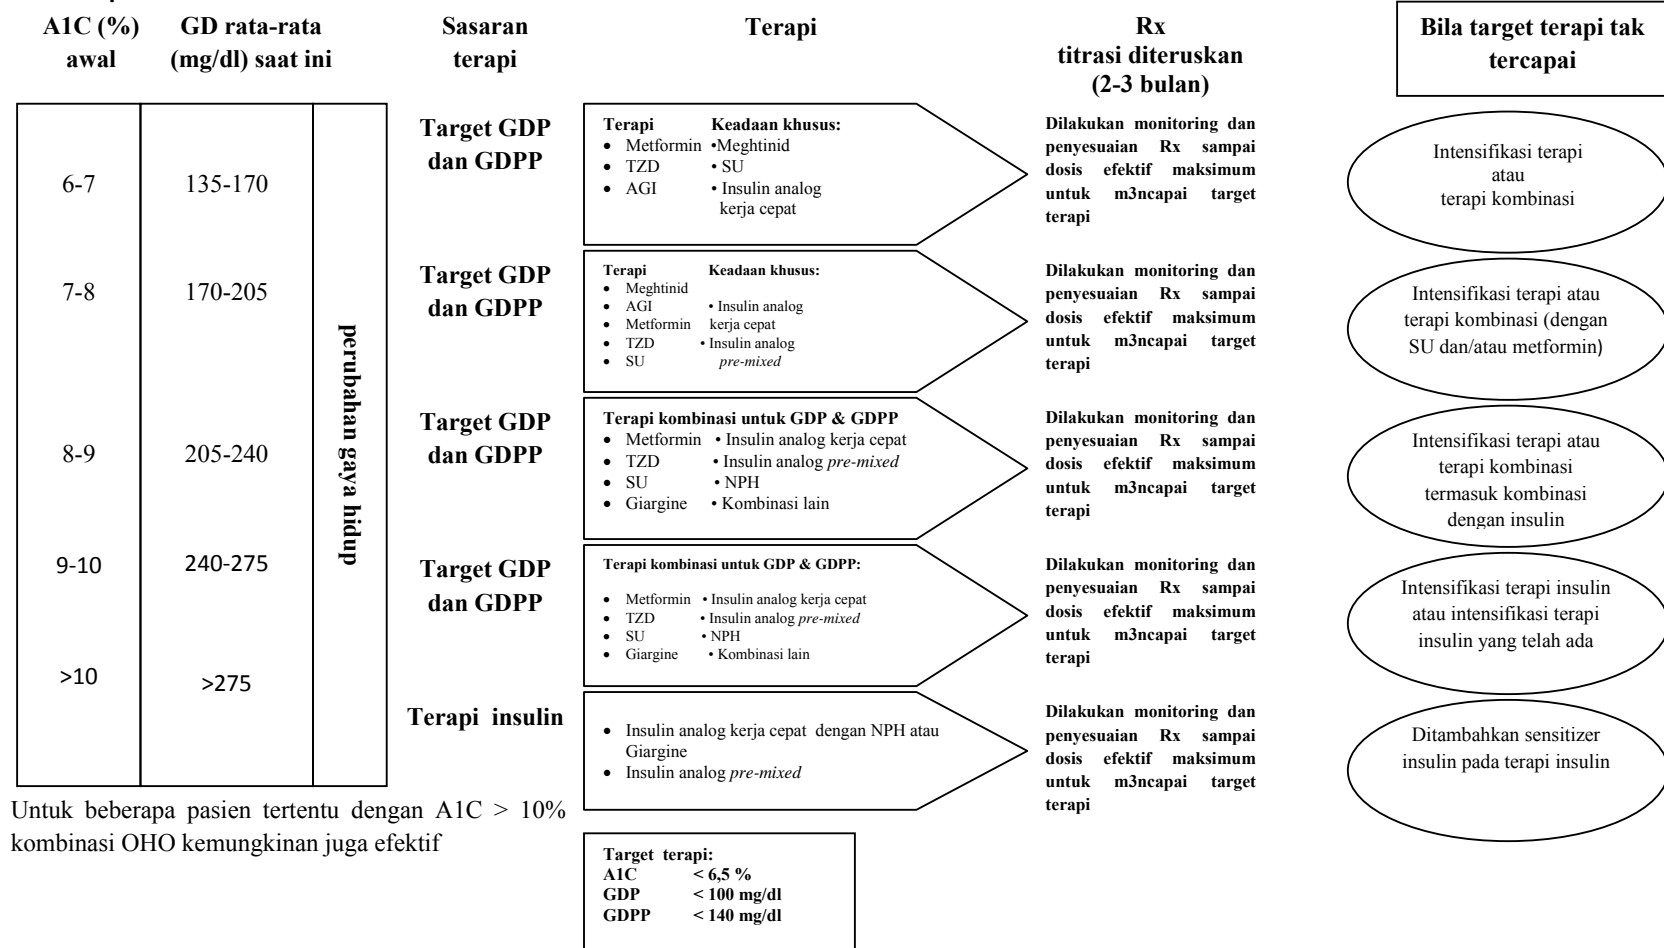 A1C (%)
awal
GD rata-rata
(mg/dl) saat ini
Sasaran
terapi
Terapi
Rx
titrasi diteruskan
(2-3 bulan)
Bila target terapi tak
tercapai
6-7
135-170
7-8
170-205
8-9
205-240
9-10
240-275
>10
>275
perubahan gaya hidup
Target GDP
dan GDPP
Terapi Keadaan khusus:
• Metformin •Meghtinid
• TZD • SU
• AGI • Insulin analog
kerja cepat
Dilakukan monitoring dan
penyesuaian Rx sampai
dosis efektif maksimum
untuk m3ncapai target
terapi
Intensifikasi terapi
atau
terapi kombinasi
Target GDP
dan GDPP
Terapi Keadaan khusus:
• Meghtinid
• AGI • Insulin analog
• Metformin kerja cepat
• TZD • Insulin analog
• SU pre-mixed
Dilakukan monitoring dan
penyesuaian Rx sampai
dosis efektif maksimum
untuk m3ncapai target
terapi
Intensifikasi terapi atau
terapi kombinasi (dengan
SU dan/atau metformin)
Target GDP
dan GDPP
Terapi kombinasi untuk GDP & GDPP
• Metformin • Insulin analog kerja cepat
• TZD • Insulin analog pre-mixed
• SU • NPH
• Giargine • Kombinasi lain
Dilakukan monitoring dan
penyesuaian Rx sampai
dosis efektif maksimum
untuk m3ncapai target
terapi
Intensifikasi terapi atau
terapi kombinasi
termasuk kombinasi
dengan insulin
Target GDP
dan GDPP
Terapi kombinasi untuk GDP & GDPP:
• Metformin • Insulin analog kerja cepat
• TZD • Insulin analog pre-mixed
• SU • NPH
• Giargine • Kombinasi lain
Dilakukan monitoring dan
penyesuaian Rx sampai
dosis efektif maksimum
untuk m3ncapai target
terapi
Intensifikasi terapi insulin
atau intensifikasi terapi
insulin yang telah ada
Terapi insulin
• Insulin analog kerja cepat dengan NPH atau
Giargine
• Insulin analog pre-mixed
Dilakukan monitoring dan
penyesuaian Rx sampai
dosis efektif maksimum
untuk m3ncapai target
terapi
Ditambahkan sensitizer
insulin pada terapi insulin
Untuk beberapa pasien tertentu dengan A1C > 10%
kombinasi OHO kemungkinan juga efektif
Target terapi:
A1C < 6,5 %
GDP < 100 mg/dl
GDPP < 140 mg/dl